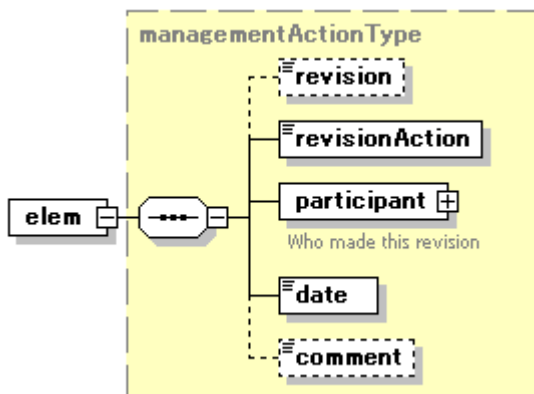 managementActionType
revision
revisionAction
elem
participant
Who made this revision
date
comment